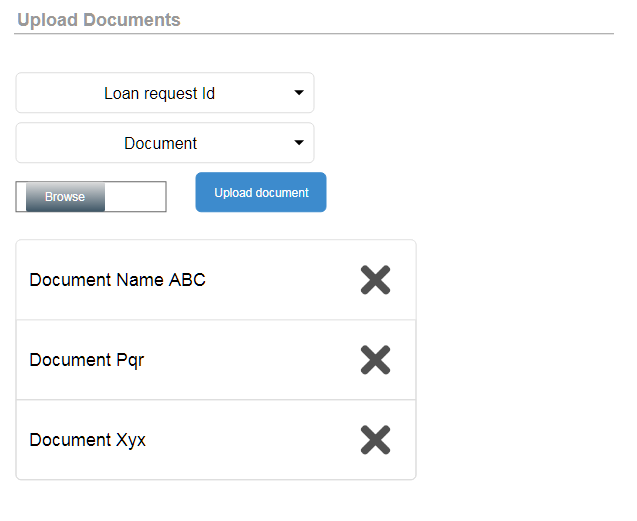 Upload Documents
Loan request Id
Document
Browse
Upload document
Document Name ABC
Document Pqr
Document Xyx